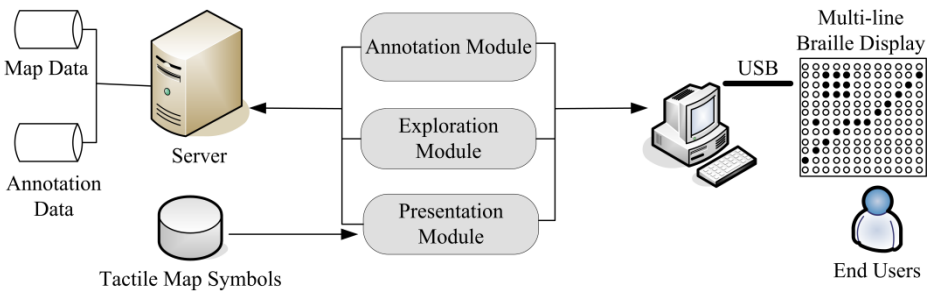 Map Data
Annotation
Data
Server
Tactile Map Symbols
Annotation Module
Exploration
Module
Presentation
Module
USB
Multi-line
Braille Display
End Users